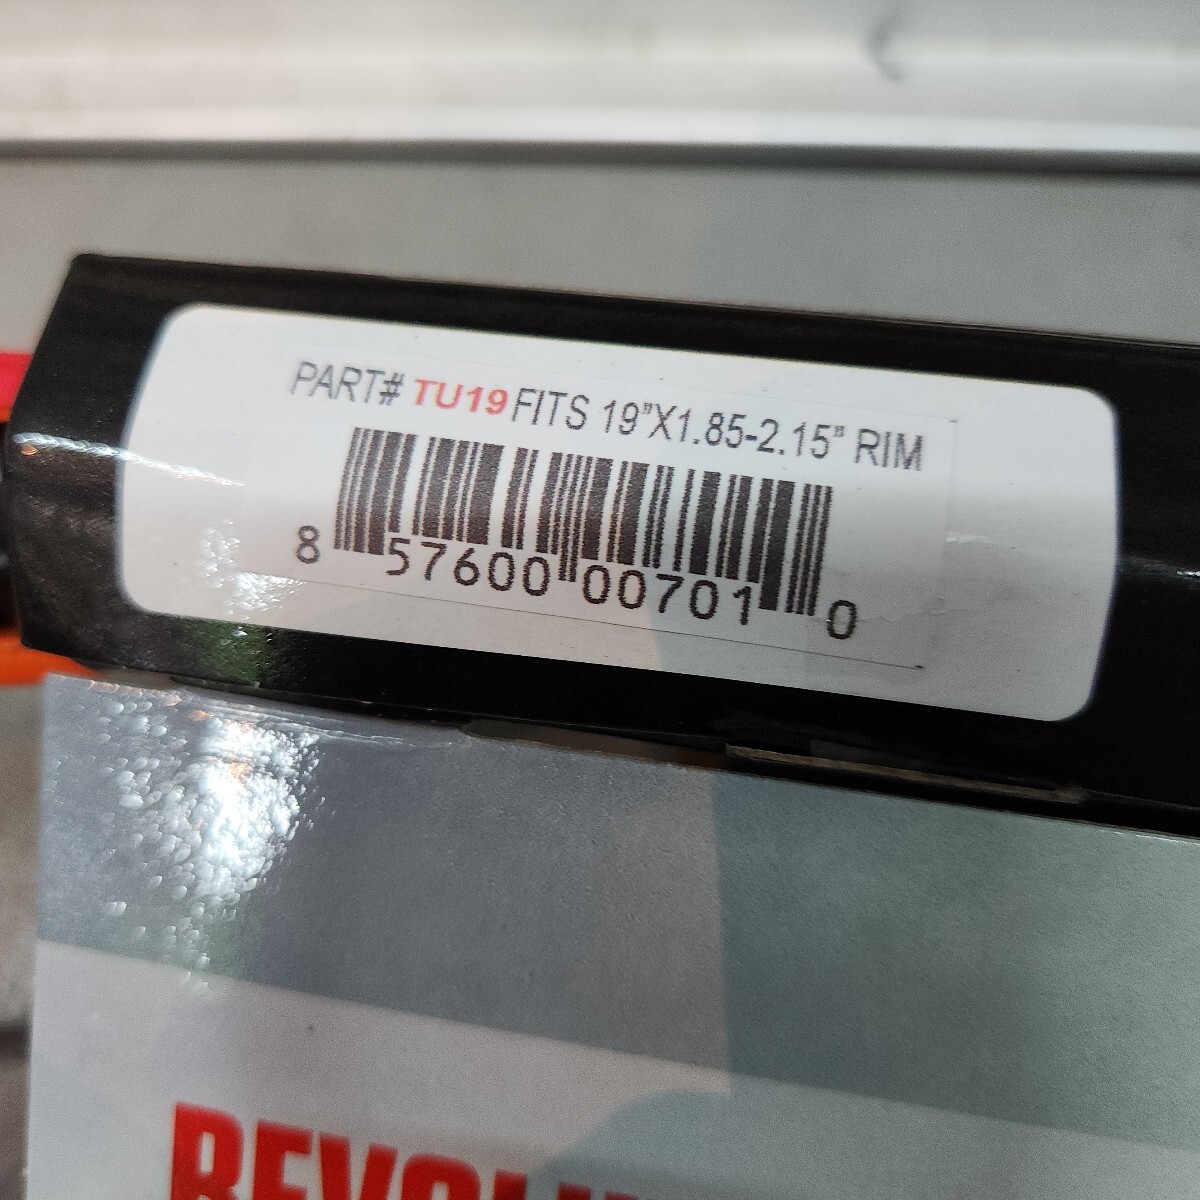 PART# TU19 FITS 19"X1.85-2.15" RIM
8 57600 00701 0